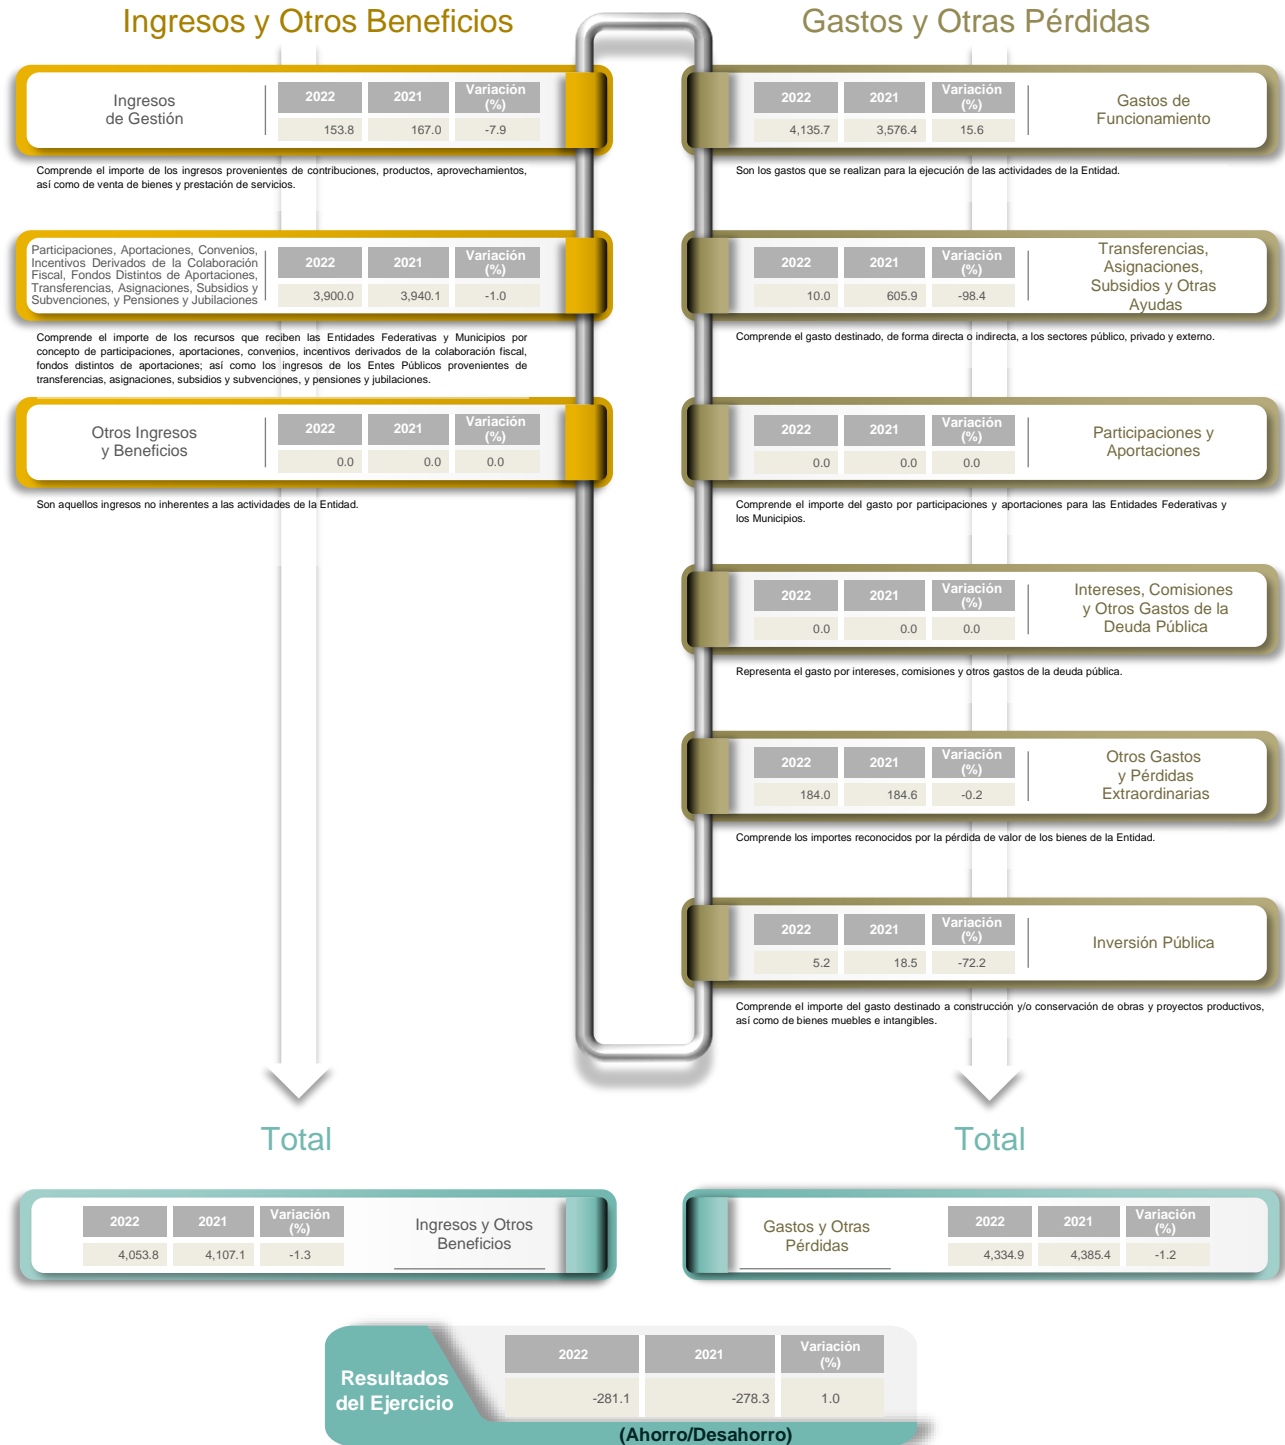 Ingresos y Otros Beneficios
Ingresos
de Gestión
2022 2021 Variación
(%)
153.8 167.0 -7.9
Comprende el importe de los ingresos provenientes de contribuciones, productos, aprovechamientos,
así como de venta de bienes y prestación de servicios.
Participaciones, Aportaciones, Convenios,
Incentivos Derivados de la Colaboración
Fiscal, Fondos Distintos de Aportaciones,
Transferencias, Asignaciones, Subsidios y
Subvenciones, y Pensiones y Jubilaciones
2022 2021 Variación
(%)
3,900.0 3,940.1 -1.0
Comprende el importe de los recursos que reciben las Entidades Federativas y Municipios por
concepto de participaciones, aportaciones, convenios, incentivos derivados de la colaboración fiscal,
fondos distintos de aportaciones; así como los ingresos de los Entes Públicos provenientes de
transferencias, asignaciones, subsidios y subvenciones, y pensiones y jubilaciones.
Otros Ingresos
y Beneficios
2022 2021 Variación
(%)
0.0 0.0 0.0
Son aquellos ingresos no inherentes a las actividades de la Entidad.
Gastos y Otras Pérdidas
2022 2021 Variación
(%)
4,135.7 3,576.4 15.6
Gastos de
Funcionamiento
Son los gastos que se realizan para la ejecución de las actividades de la Entidad.
2022 2021 Variación
(%)
10.0 605.9 -98.4
Transferencias,
Asignaciones,
Subsidios y Otras
Ayudas
Comprende el gasto destinado, de forma directa o indirecta, a los sectores público, privado y externo.
2022 2021 Variación
(%)
0.0 0.0 0.0
Participaciones y
Aportaciones
Comprende el importe del gasto por participaciones y aportaciones para las Entidades Federativas y
los Municipios.
2022 2021 Variación
(%)
0.0 0.0 0.0
Intereses, Comisiones
y Otros Gastos de la
Deuda Pública
Representa el gasto por intereses, comisiones y otros gastos de la deuda pública.
2022 2021 Variación
(%)
184.0 184.6 -0.2
Otros Gastos
y Pérdidas
Extraordinarias
Comprende los importes reconocidos por la pérdida de valor de los bienes de la Entidad.
2022 2021 Variación
(%)
5.2 18.5 -72.2
Inversión Pública
Comprende el importe del gasto destinado a construcción y/o conservación de obras y proyectos productivos,
así como de bienes muebles e intangibles.
Total
2022 2021 Variación
(%)
4,053.8 4,107.1 -1.3
Ingresos y Otros
Beneficios
Total
Gastos y Otras
Pérdidas
2022 2021 Variación
(%)
4,334.9 4,385.4 -1.2
Resultados
del Ejercicio
2022 2021 Variación
(%)
-281.1 -278.3 1.0
(Ahorro/Desahorro)